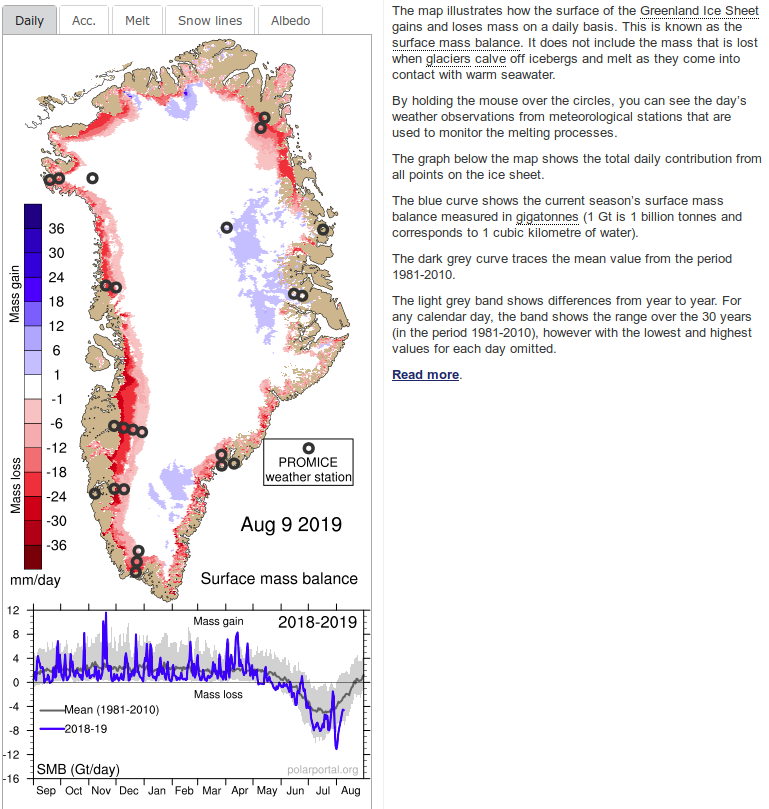 Daily
Acc.
Melt
Snow lines
Albedo
Mass gain
36
30
24
18
12
6
1
-1
-6
-12
-18
-24
-30
-36
Mass loss
mm/day
PROMICE
weather station
Aug 9 2019
Surface mass balance
12
8
4
0
-4
-8
-12
-16
Mass gain
2018-2019
Mass loss
Mean (1981-2010)
2018-19
SMB (Gt/day)
polarportal.org
Sep Oct Nov Dec Jan Feb Mar Apr May Jun Jul Aug
The map illustrates how the surface of the Greenland Ice Sheet
gains and loses mass on a daily basis. This is known as the
surface mass balance. It does not include the mass that is lost
when glaciers calve off icebergs and melt as they come into
contact with warm seawater.
By holding the mouse over the circles, you can see the day's
weather observations from meteorological stations that are
used to monitor the melting processes.
The graph below the map shows the total daily contribution from
all points on the ice sheet.
The blue curve shows the current season's surface mass
balance measured in gigatonnes (1 Gt is 1 billion tonnes and
corresponds to 1 cubic kilometre of water).
The dark grey curve traces the mean value from the period
1981-2010.
The light grey band shows differences from year to year. For
any calendar day, the band shows the range over the 30 years
(in the period 1981-2010), however with the lowest and highest
values for each day omitted.
Read more.